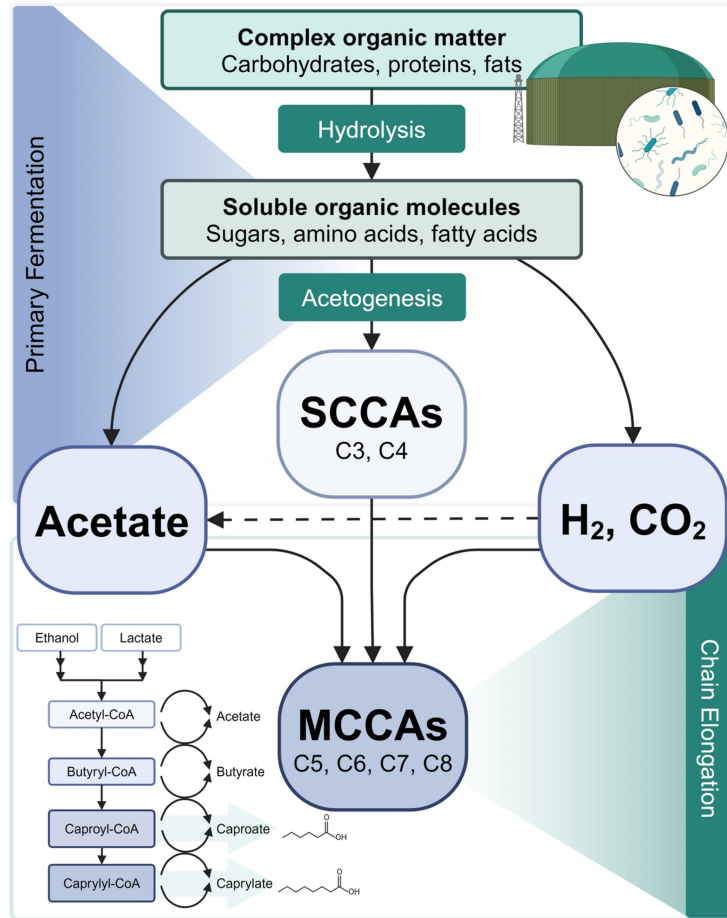 Complex organic matter
Carbohydrates, proteins, fats
Hydrolysis
Primary Fermentation
Soluble organic molecules
Sugars, amino acids, fatty acids
Acetogenesis
SCCAs
C3, C4
Acetate
H₂, CO₂
Ethanol
Lactate
Acetyl-CoA
Acetate
Butyryl-CoA
Butyrate
Caproyl-CoA
Caproate
O
OH
Caprylyl-CoA
Caprylate
O
OH
MCCAs
C5, C6, C7, C8
Chain Elongation